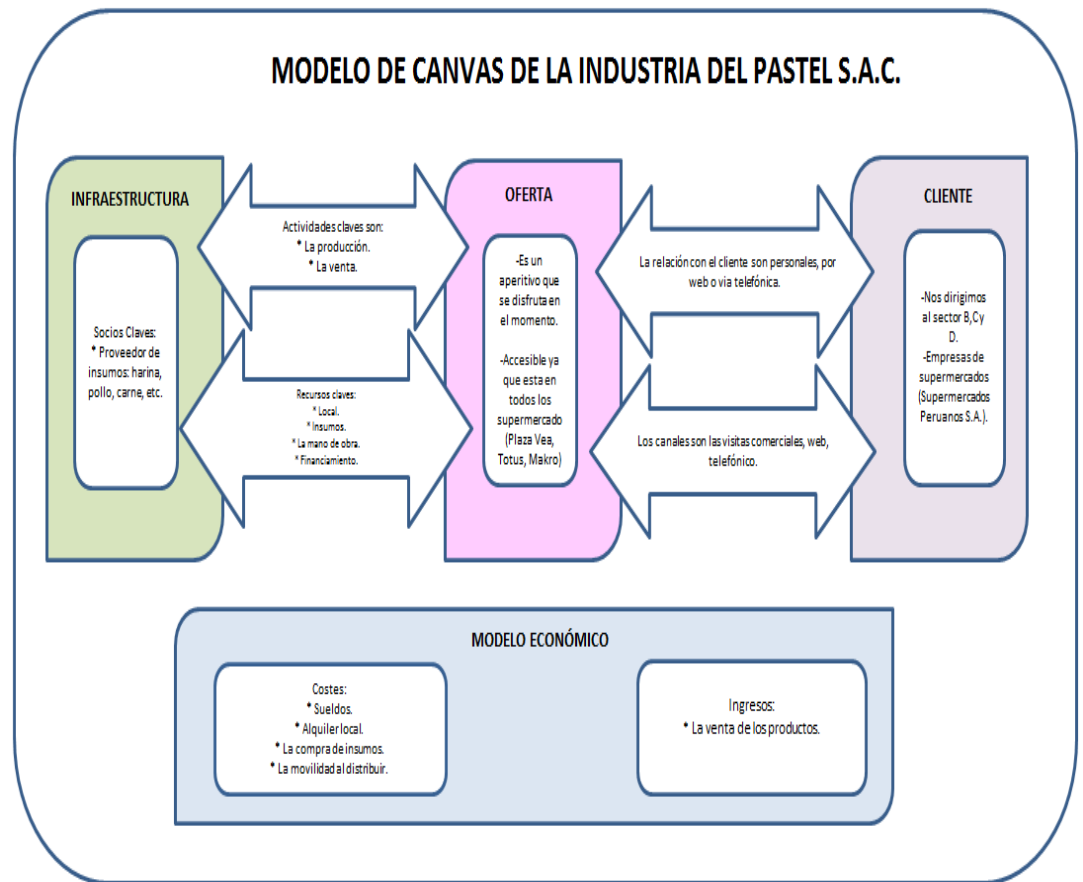 MODELO DE CANVAS DE LA INDUSTRIA DEL PASTEL S.A.C.
INFRAESTRUCTURA
Socios Claves:
* Proveedor de
insumos: harina,
pollo, carne, etc.
Actividades claves son:
* La producción.
* La venta.
Recursos claves:
* Local.
* Insumos.
* La mano de obra.
* Financiamiento.
OFERTA
-Es un
aperitivo que
se disfruta en
el momento.
-Accesible ya
que esta en
todos los
supermercado
(Plaza Vea,
Totus, Makro)
La relación con el cliente son personales, por
web o via telefónica.
Los canales son las visitas comerciales, web,
telefónico.
CLIENTE
-Nos dirigimos
al sector B,C y
D.
-Empresas de
supermercados
(Supermercados
Peruanos S.A.).
MODELO ECONÓMICO
Costes:
* Sueldos.
* Alquiler local.
* La compra de insumos.
* La movilidad al distribuir.
Ingresos:
* La venta de los productos.